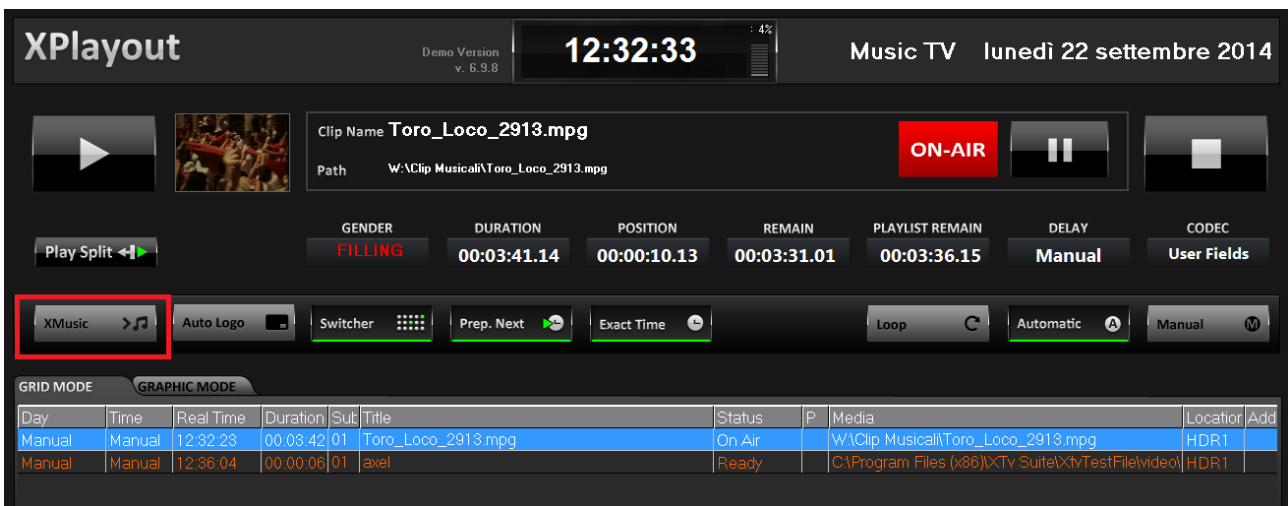 XPlayout
Demo Version
v. 6.9.8
12:32:33
: 4%
Music TV lunedì 22 settembre 2014
Clip Name Toro_Loco_2913.mpg
Path W:\Clip Musicali\Toro_Loco_2913.mpg
ON-AIR
GENDER DURATION POSITION REMAIN PLAYLIST REMAIN DELAY CODEC
Play Split FILLING 00:03:41.14 00:00:10.13 00:03:31.01 00:03:36.15 Manual User Fields
XMusic Auto Logo Switcher Prep. Next Exact Time Loop Automatic A Manual M
GRID MODE GRAPHIC MODE
Day Time Real Time Duration Sub Title Status P Media Location Add
Manual Manual 12:32:23 00:03:42 01 Toro_Loco_2913.mpg On Air W:\Clip Musicali\Toro_Loco_2913.mpg HDR1
Manual Manual 12:36:04 00:00:06 01 axel Ready C:\Program Files (x86)\XTv Suite\XtvTestFile\video\ HDR1